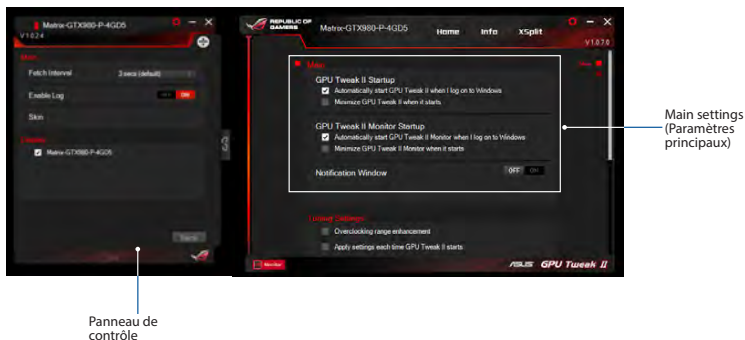 Matrix-GTX980-P-4GD5
V1.0.2.4
Main
Fetch Interval
3 secs (default)
Enable Log
OFF ON
Skin
Matrix-GTX980-P-4GD5
REPUBLIC OF GAMERS
Matrix-GTX980-P-4GD5
Home Info XSplit
V1.0.7.0
Main
GPU Tweak II Startup
Automatically start GPU Tweak II when I log on to Windows
Minimize GPU Tweak II when it starts
GPU Tweak II Monitor Startup
Automatically start GPU Tweak II Monitor when I log on to Windows
Minimize GPU Tweak II Monitor when it starts
Notification Window
OFF ON
Overclocking range enhancement
Apply settings each time GPU Tweak II starts
Monitor
ASUS GPU Tweak II
Main settings
(Paramètres
principaux)
Panneau de
contrôle